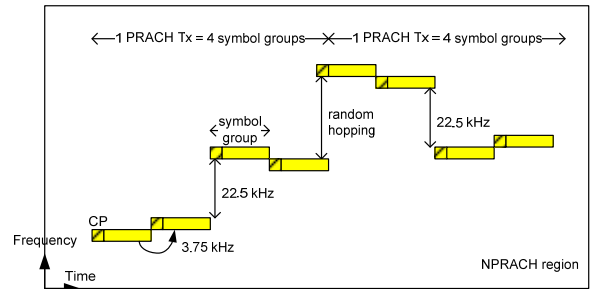 1 PRACH Tx = 4 symbol groups
1 PRACH Tx = 4 symbol groups
symbol
group
random
hopping
22.5 kHz
22.5 kHz
CP
3.75 kHz
Frequency
Time
NPRACH region